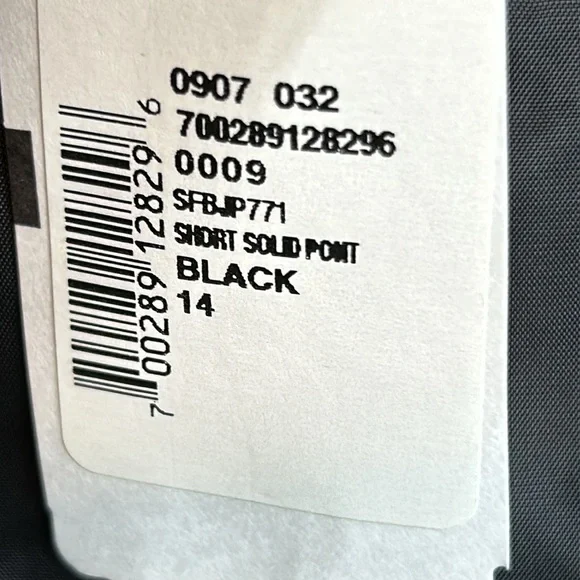 0907 032
700289128296
0009
SFBJP771
SHORT SOLID PONT
BLACK
14
7 00289 12829 6